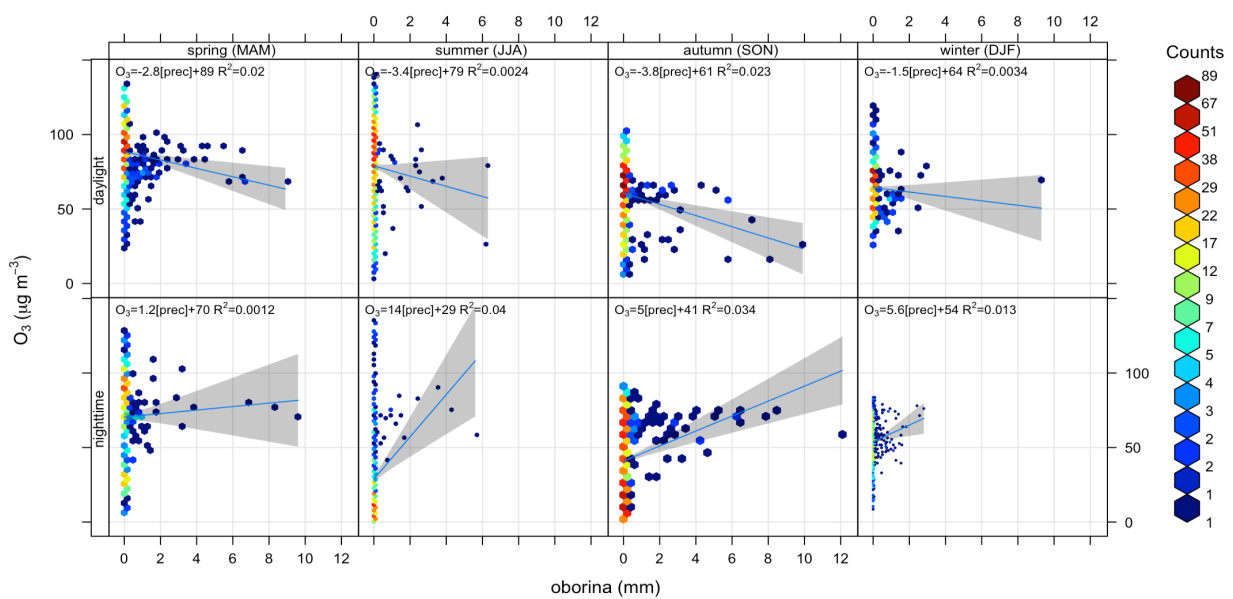 0 2 4 6 8 10 12 0 2 4 6 8 10 12
spring (MAM) summer (JJA) autumn (SON) winter (DJF)
O₃=−2.8[prec]+89 R²=0.02
O₃=−3.4[prec]+79 R²=0.0024
O₃=−3.8[prec]+61 R²=0.023
O₃=−1.5[prec]+64 R²=0.0034
100
50
0
daylight
O₃=1.2[prec]+70 R²=0.0012
O₃=14[prec]+29 R²=0.04
O₃=5[prec]+41 R²=0.034
O₃=5.6[prec]+54 R²=0.013
nighttime
100
50
0
O₃ (µg m⁻³)
0 2 4 6 8 10 12 0 2 4 6 8 10 12
oborina (mm)
Counts
89
67
51
38
29
22
17
12
9
7
5
4
3
2
2
1
1